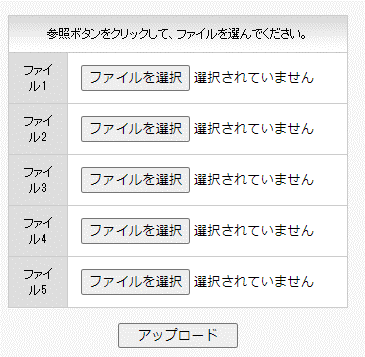 参照ボタンをクリックして、ファイルを選んでください。
ファイ
ル1
ファイルを選択 選択されていません
ファイ
ル2
ファイルを選択 選択されていません
ファイ
ル3
ファイルを選択 選択されていません
ファイ
ル4
ファイルを選択 選択されていません
ファイ
ル5
ファイルを選択 選択されていません
アップロード